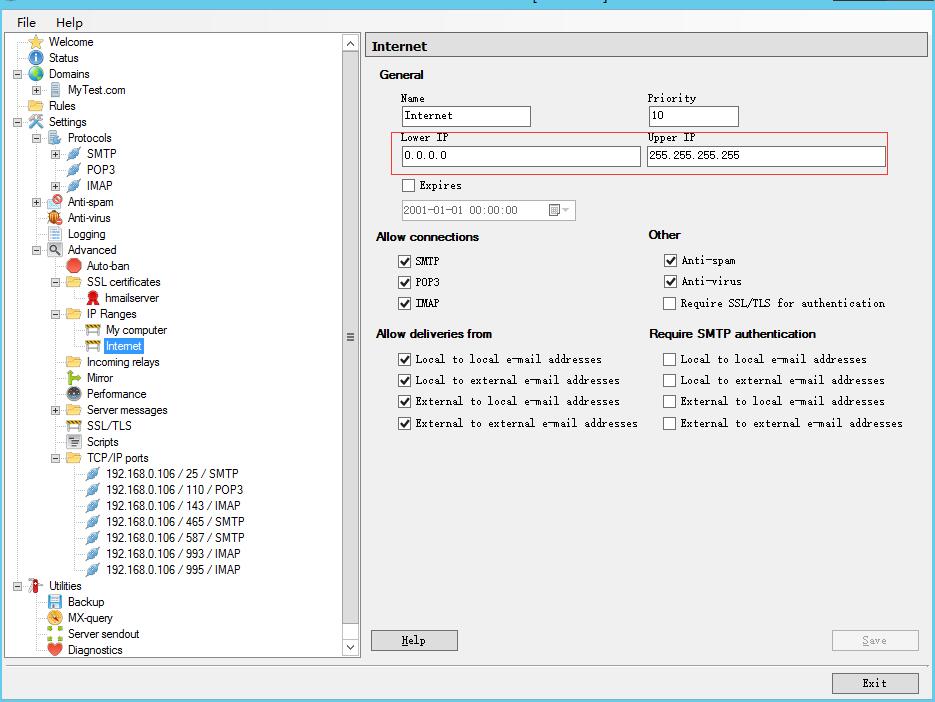 File Help
Welcome
Status
Domains
MyTest.com
Rules
Settings
Protocols
SMTP
POP3
IMAP
Anti-spam
Anti-virus
Logging
Advanced
Auto-ban
SSL certificates
hmailserver
IP Ranges
My computer
Internet
Incoming relays
Mirror
Performance
Server messages
SSL/TLS
Scripts
TCP/IP ports
192.168.0.106 / 25 / SMTP
192.168.0.106 / 110 / POP3
192.168.0.106 / 143 / IMAP
192.168.0.106 / 465 / SMTP
192.168.0.106 / 587 / SMTP
192.168.0.106 / 993 / IMAP
192.168.0.106 / 995 / IMAP
Utilities
Backup
MX-query
Server sendout
Diagnostics
Internet
General
Name Priority
Internet 10
Lower IP Upper IP
0.0.0.0 255.255.255.255
Expires
2001-01-01 00:00:00
Allow connections
SMTP
POP3
IMAP
Other
Anti-spam
Anti-virus
Require SSL/TLS for authentication
Allow deliveries from
Local to local e-mail addresses
Local to external e-mail addresses
External to local e-mail addresses
External to external e-mail addresses
Require SMTP authentication
Local to local e-mail addresses
Local to external e-mail addresses
External to local e-mail addresses
External to external e-mail addresses
Help Save
Exit